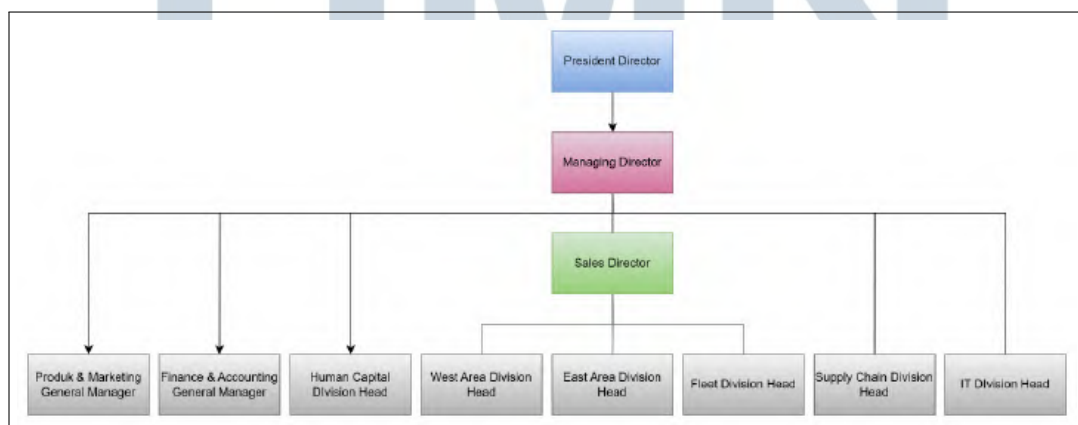 President Director
Managing Director
Sales Director
Produk & Marketing
General Manager
Finance & Accounting
General Manager
Human Capital
Division Head
West Area Division
Head
East Area Division
Head
Fleet Division Head
Supply Chain Division
Head
IT Division Head